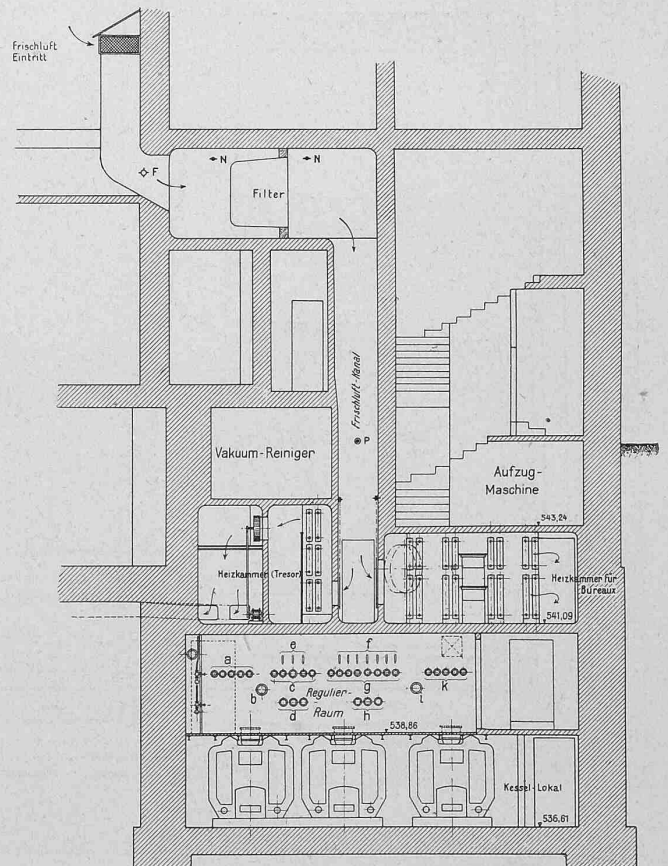 Frischluft
Eintritt
F
N
N
Filter
Frischluft-Kanal
P
Vakuum-Reiniger
Aufzug-
Maschine
543,24
Heizkammer (Tresor)
Heizkammer für
Büreaux
541,09
e
f
a
c
g
k
b
Regulier-
Raum
i
d
h
538,86
Kessel-Lokal
536,61